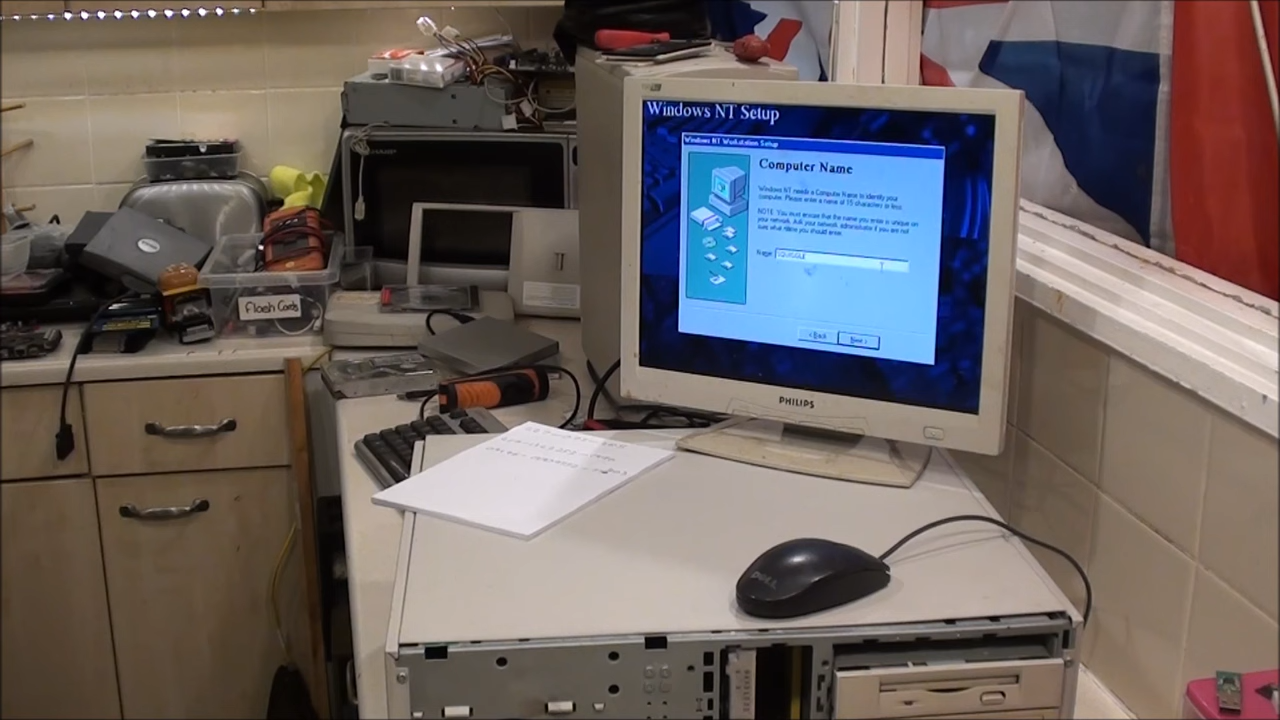 Windows NT Setup
Windows NT Workstation Setup
Computer Name
Windows NT needs a Computer Name to identify your
computer. Please enter a name of 15 characters or less.
NOTE: You must ensure that the name you enter is unique on
your network. Ask your network administrator if you are not
sure what name you should enter.
Name:
< Back
Next >
PHILIPS
SHARP
Flash Cards
DELL